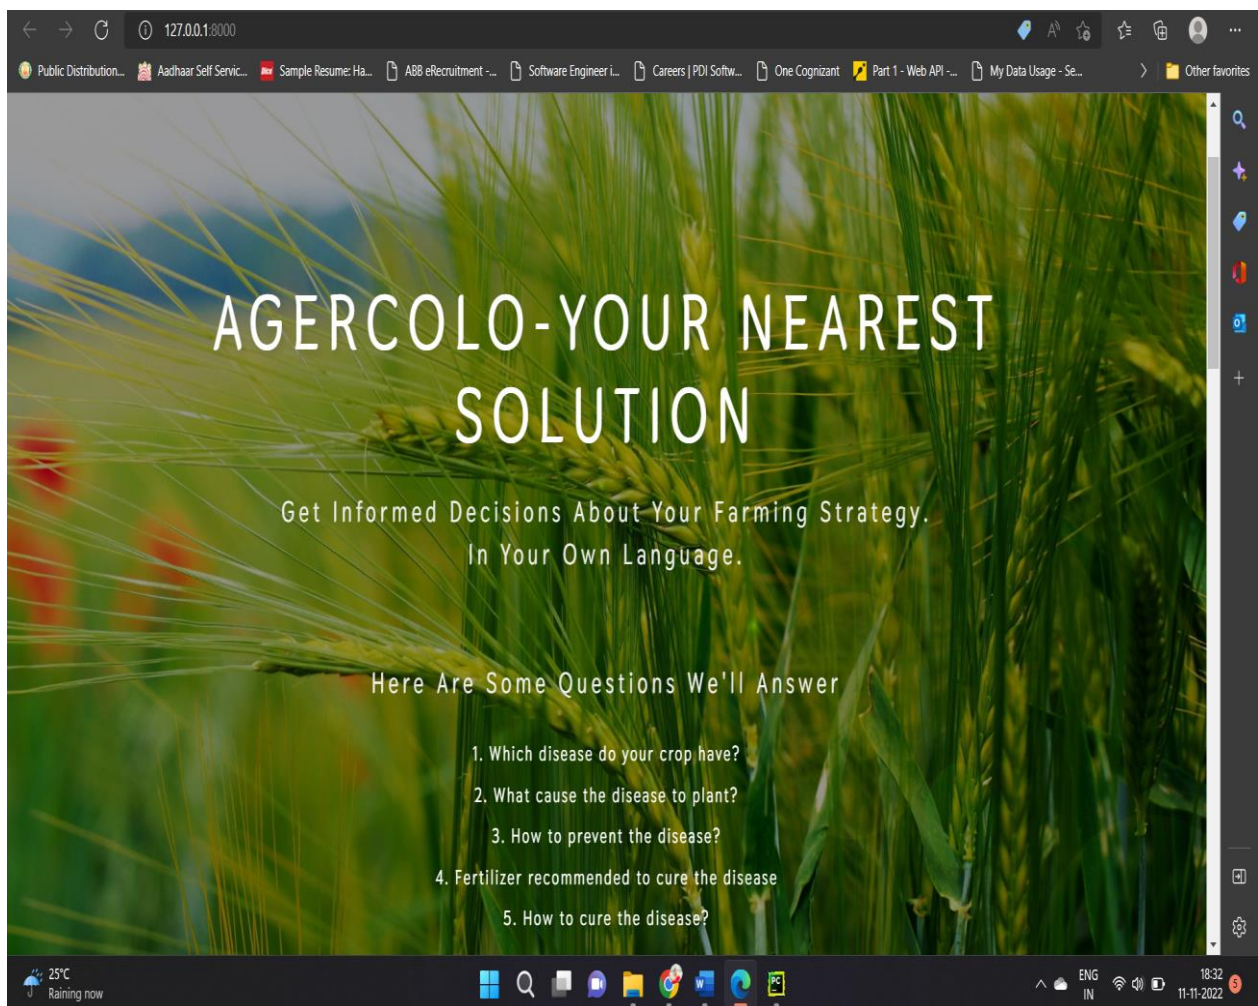 127.0.0.1:8000
Public Distribution... Aadhaar Self Servic... Sample Resume: Ha... ABB eRecruitment -... Software Engineer i... Careers | PDI Softw... One Cognizant Part 1 - Web API -... My Data Usage - Se... Other favorites
AGERCOLO-YOUR NEAREST
SOLUTION
Get Informed Decisions About Your Farming Strategy.
In Your Own Language.
Here Are Some Questions We'll Answer
1. Which disease do your crop have?
2. What cause the disease to plant?
3. How to prevent the disease?
4. Fertilizer recommended to cure the disease
5. How to cure the disease?
25°C
Raining now
ENG
IN
18:32
11-11-2022
5